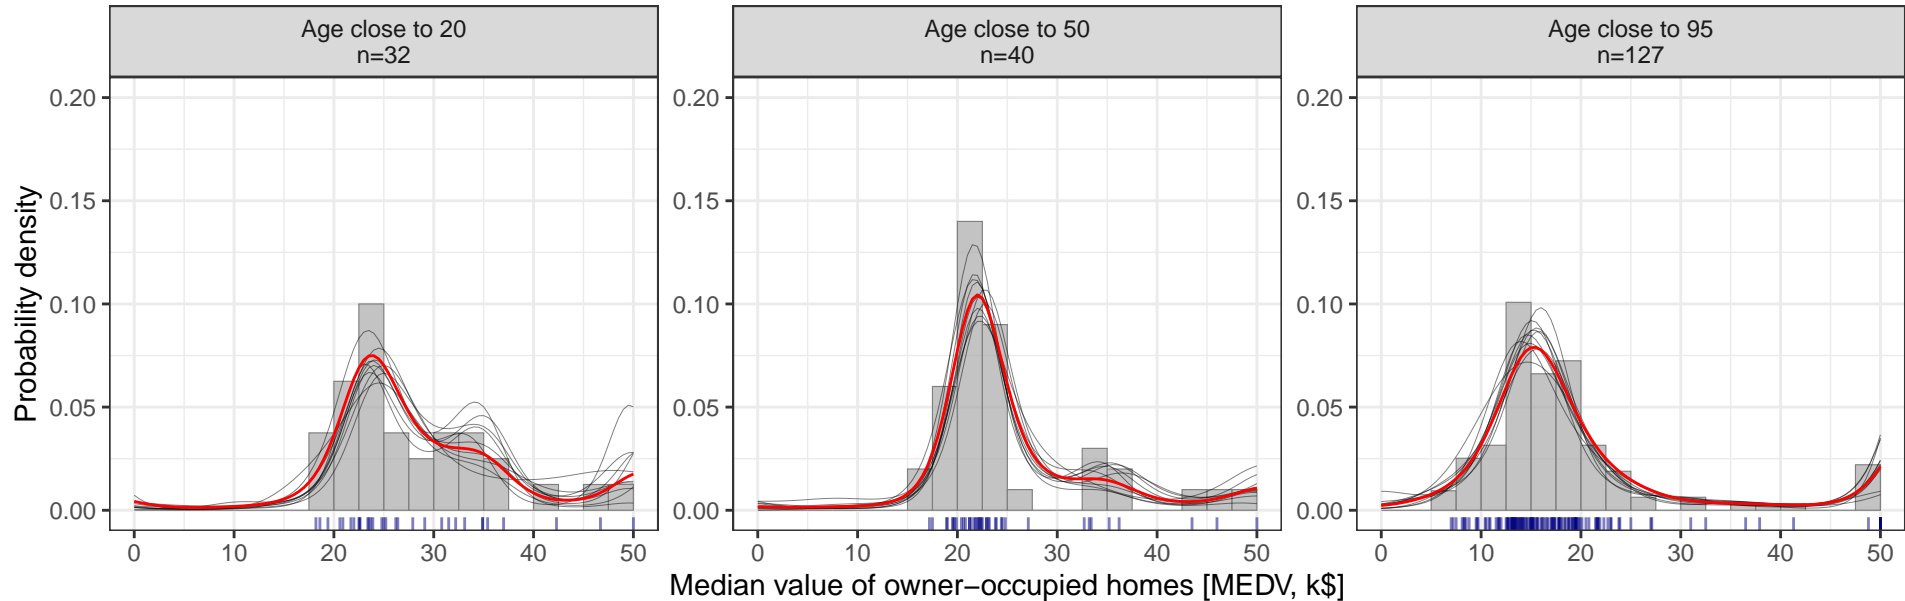 Age close to 20
n=32
Age close to 50
n=40
Age close to 95
n=127
Probability density
0.20
0.15
0.10
0.05
0.00
0.20
0.15
0.10
0.05
0.00
0.20
0.15
0.10
0.05
0.00
0 10 20 30 40 50
0 10 20 30 40 50
0 10 20 30 40 50
Median value of owner−occupied homes [MEDV, k$]